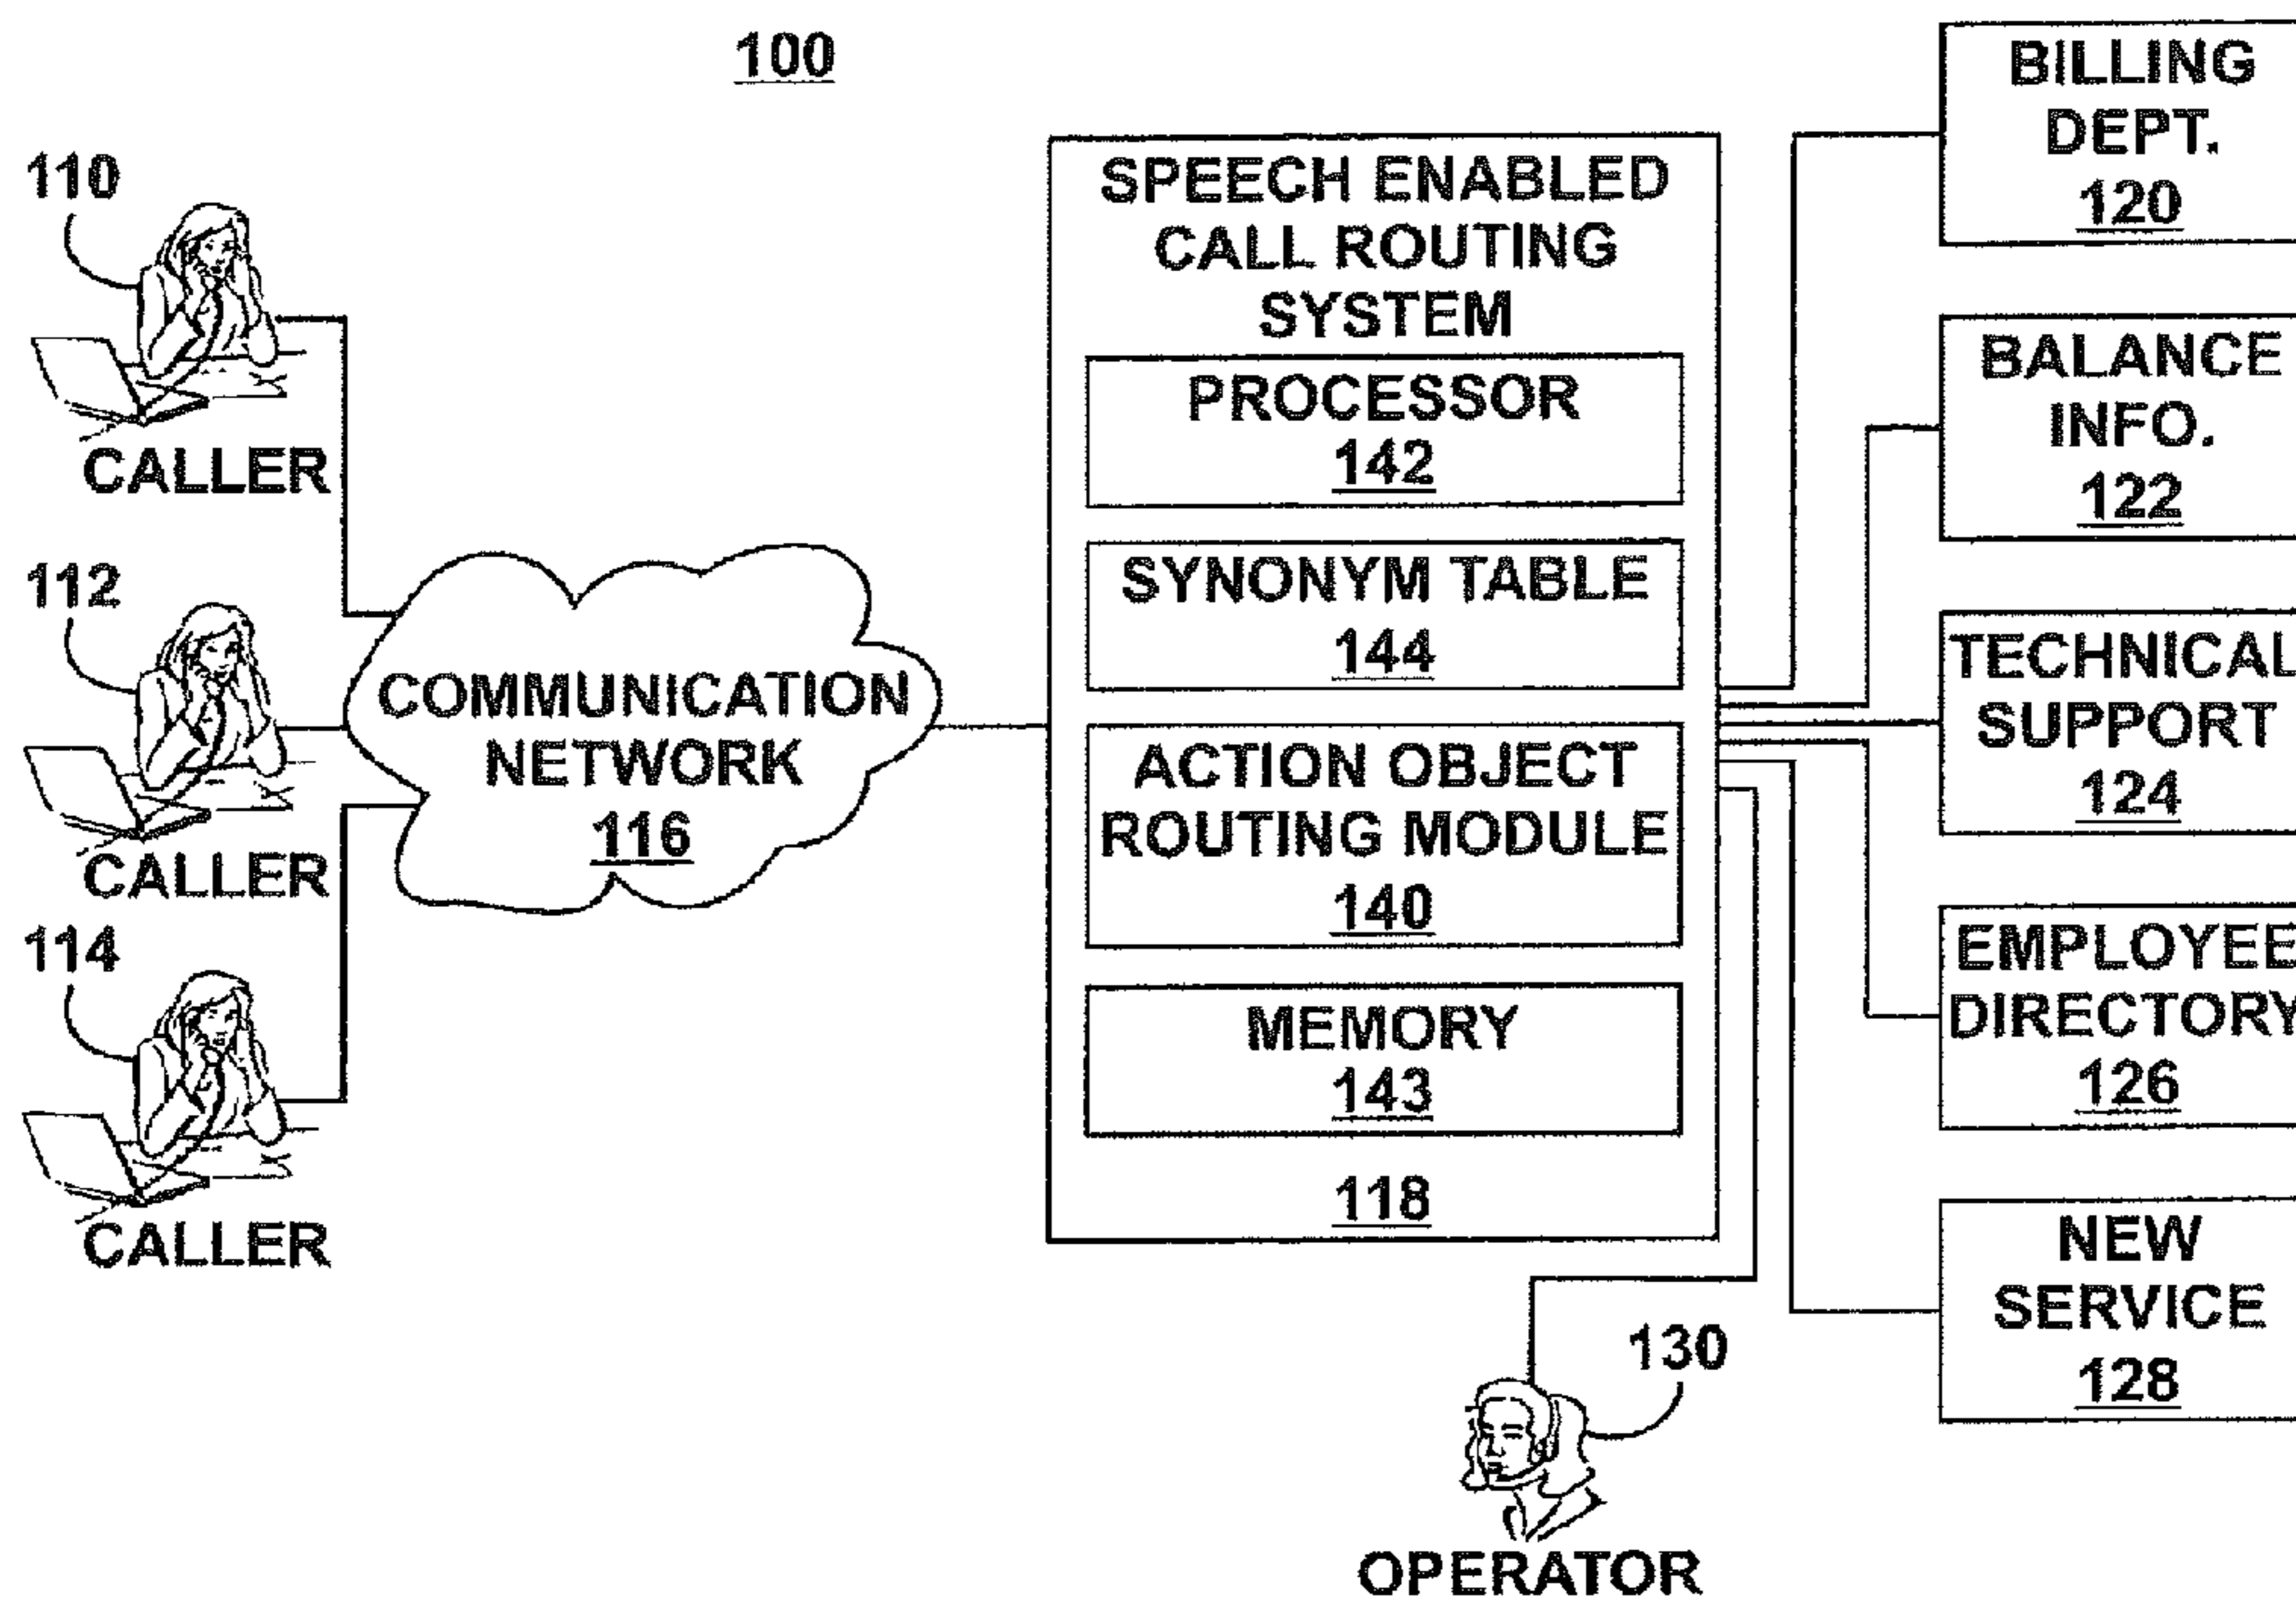 100
110
CALLER
112
CALLER
114
CALLER
COMMUNICATION
NETWORK
116
SPEECH ENABLED
CALL ROUTING
SYSTEM
PROCESSOR
142
SYNONYM TABLE
144
ACTION OBJECT
ROUTING MODULE
140
MEMORY
143
118
BILLING
DEPT.
120
BALANCE
INFO.
122
TECHNICAL
SUPPORT
124
EMPLOYEE
DIRECTORY
126
NEW
SERVICE
128
130
OPERATOR